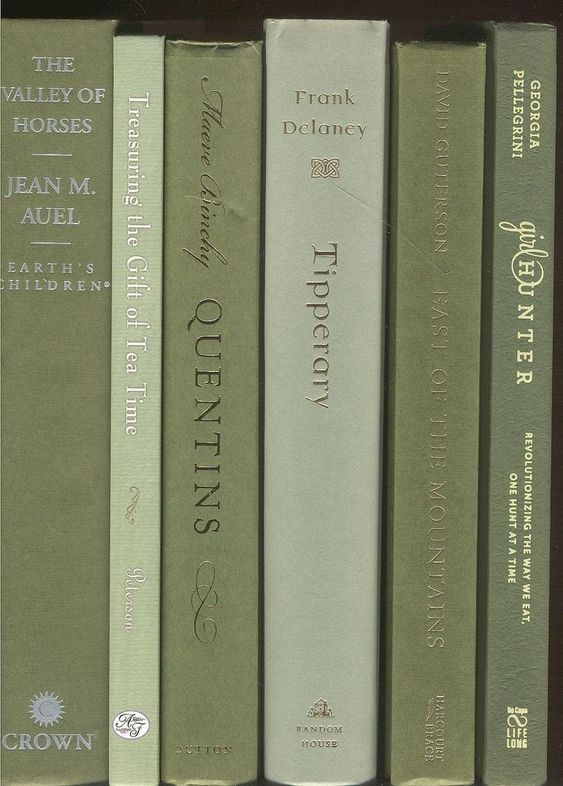 THE
VALLEY OF
HORSES
JEAN M.
AUEL
EARTH'S
CHILDREN®
CROWN
Treasuring the Gift of Tea Time
Peterson
Maeve Binchy
QUENTINS
DUTTON
Frank
Delaney
Tipperary
RANDOM
HOUSE
DAVID GUTERSON
EAST OF THE MOUNTAINS
HARCOURT
BRACE
GEORGIA
PELLEGRINI
girl HUNTER
REVOLUTIONIZING THE WAY WE EAT,
ONE HUNT AT A TIME
LIFE
LONG